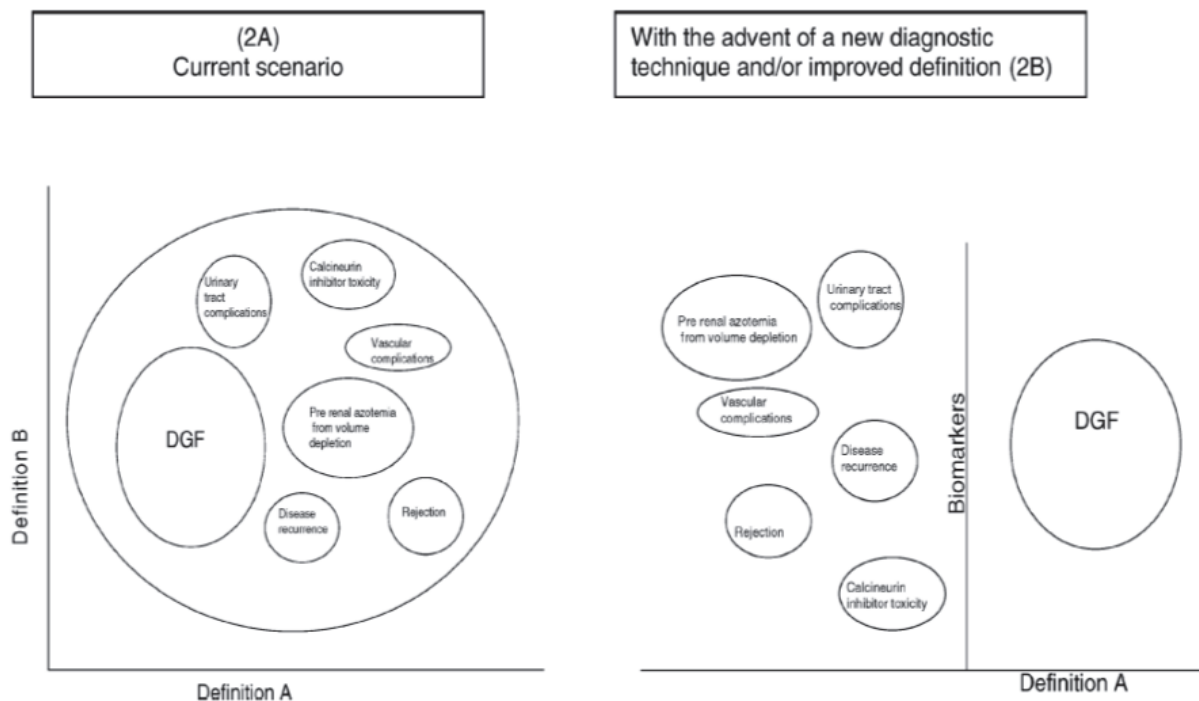 (2A)
Current scenario
With the advent of a new diagnostic
technique and/or improved definition (2B)
Definition B
Urinary
tract
complications
Calcineurin
inhibitor toxicity
Vascular
complications
DGF
Pre renal azotemia
from volume
depletion
Disease
recurrence
Rejection
Definition A
Pre renal azotemia
from volume depletion
Urinary tract
complications
Vascular
complications
Disease
recurrence
Rejection
Calcineurin
inhibitor toxicity
Biomarkers
DGF
Definition A